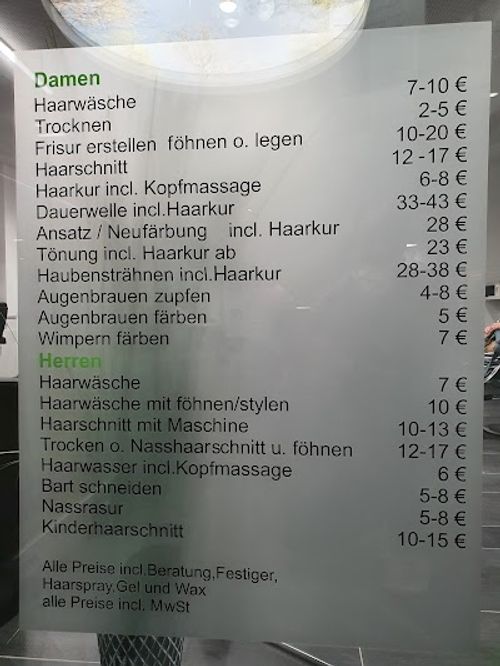 Damen
Haarwäsche 7-10 €
Trocknen 2-5 €
Frisur erstellen föhnen o. legen 10-20 €
Haarschnitt 12 -17 €
Haarkur incl. Kopfmassage 6-8 €
Dauerwelle incl.Haarkur 33-43 €
Ansatz / Neufärbung incl. Haarkur 28 €
Tönung incl. Haarkur ab 23 €
Haubensträhnen incl.Haarkur 28-38 €
Augenbrauen zupfen 4-8 €
Augenbrauen färben 5 €
Wimpern färben 7 €
Herren
Haarwäsche 7 €
Haarwäsche mit föhnen/stylen 10 €
Haarschnitt mit Maschine 10-13 €
Trocken o. Nasshaarschnitt u. föhnen 12-17 €
Haarwasser incl.Kopfmassage 6 €
Bart schneiden 5-8 €
Nassrasur 5-8 €
Kinderhaarschnitt 10-15 €
Alle Preise incl.Beratung,Festiger,
Haarspray,Gel und Wax
alle Preise incl. MwSt